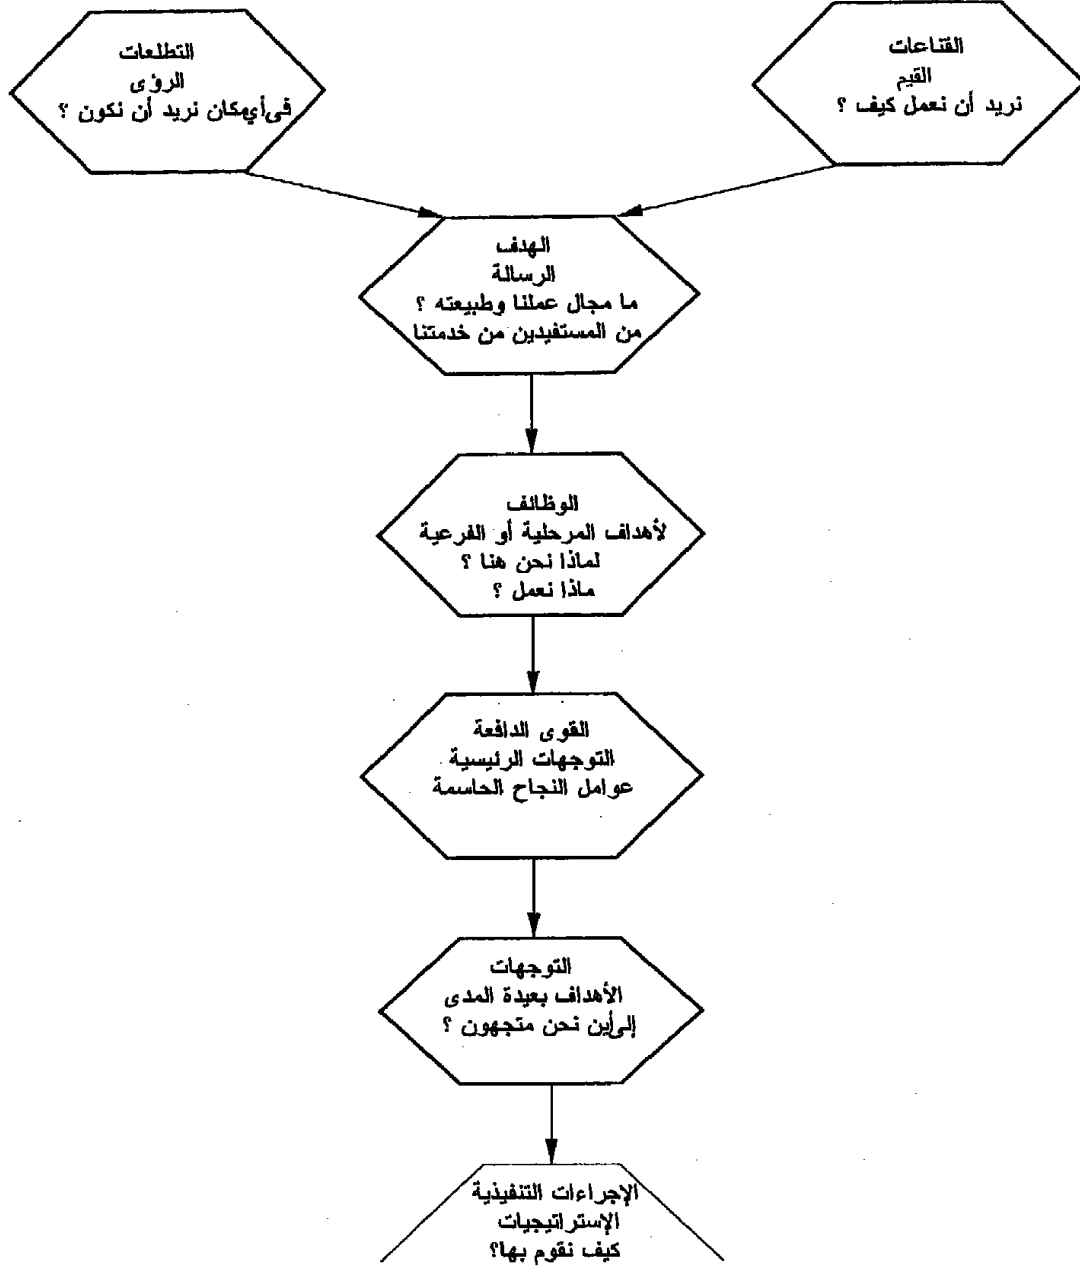 القناعات
القيم
نريد أن نعمل كيف ؟
التطلعات
الرؤى
فى أي مكان نريد أن نكون ؟
الهدف
الرسالة
ما مجال عملنا وطبيعته ؟
من المستفيدين من خدمتنا
الوظائف
لأهداف المرحلية أو الفرعية
لماذا نحن هنا ؟
ماذا نعمل ؟
القوى الدافعة
التوجهات الرئيسية
عوامل النجاح الحاسمة
التوجهات
الأهداف بعيدة المدى
إلى أين نحن متجهون ؟
الإجراءات التنفيذية
الإستراتيجيات
كيف نقوم بها؟